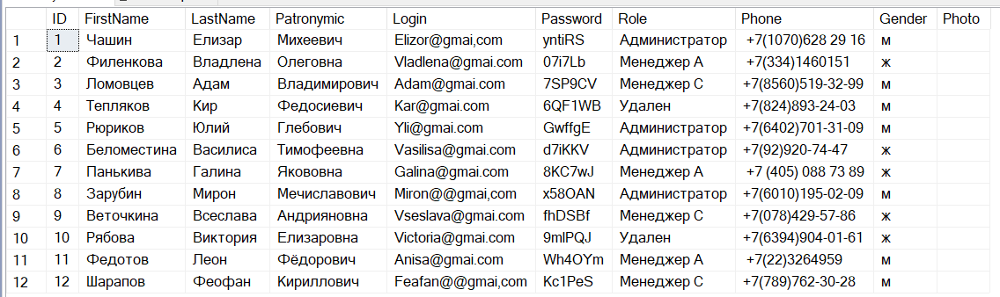 ID FirstName LastName Patronymic Login Password Role Phone Gender Photo
1 1 Чашин Елизар Михеевич Elizor@gmai,com yntiRS Администратор +7(1070)628 29 16 м
2 2 Филенкова Владлена Олеговна Vladlena@gmai.com 07i7Lb Менеджер А +7(334)1460151 ж
3 3 Ломовцев Адам Владимирович Adam@gmai.com 7SP9CV Менеджер С +7(8560)519-32-99 м
4 4 Тепляков Кир Федосиевич Kar@gmai.com 6QF1WB Удален +7(824)893-24-03 м
5 5 Рюриков Юлий Глебович Yli@gmai.com GwffgE Администратор +7(6402)701-31-09 м
6 6 Беломестина Василиса Тимофеевна Vasilisa@gmai.com d7iKKV Администратор +7(92)920-74-47 ж
7 7 Панькива Галина Яковона Galina@gmai.com 8KC7wJ Менеджер А +7 (405) 088 73 89 ж
8 8 Зарубин Мирон Мечиславович Miron@@gmai,com x58OAN Администратор +7(6010)195-02-09 м
9 9 Веточкина Всеслава Андрияновна Vseslava@gmai.com fhDSBf Менеджер С +7(078)429-57-86 ж
10 10 Рябова Виктория Елизаровна Victoria@gmai.com 9mlPQJ Удален +7(6394)904-01-61 ж
11 11 Федотов Леон Фёдорович Anisa@gmai.com Wh4OYm Менеджер А +7(22)3264959 м
12 12 Шарапов Феофан Кириллович Feafan@@gmai,com Kc1PeS Менеджер С +7(789)762-30-28 м